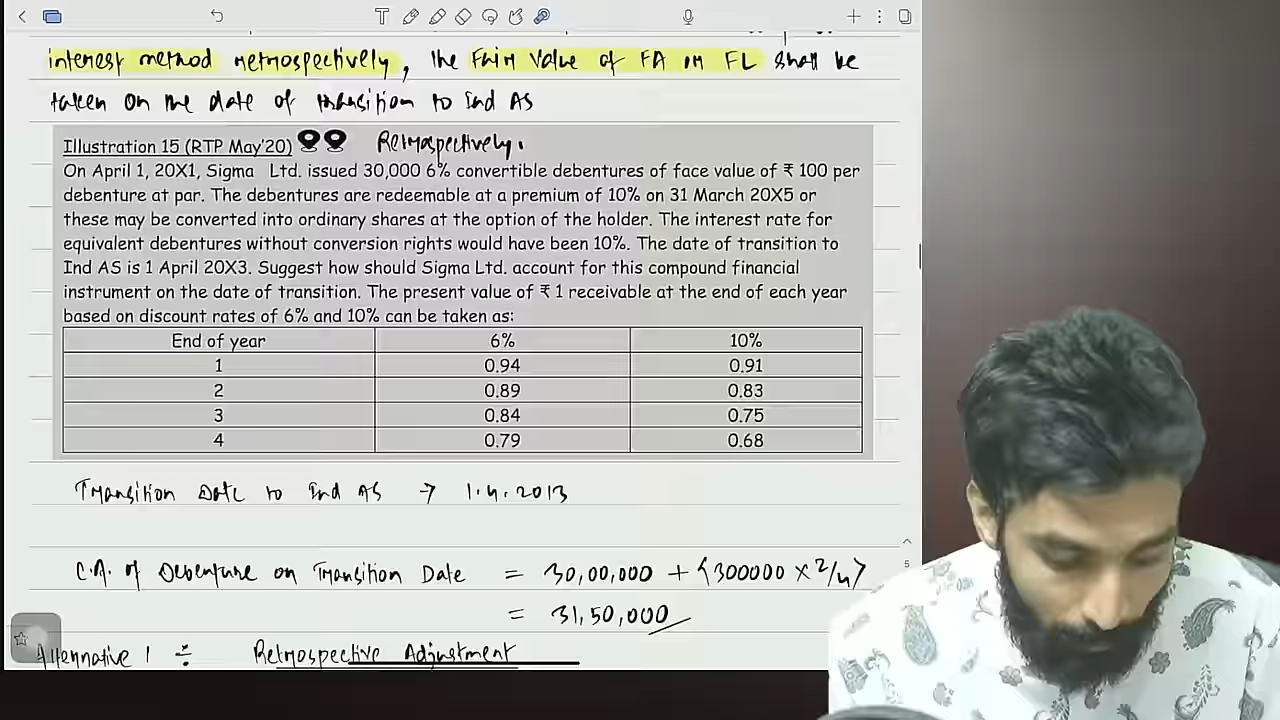 interest method retrospectively, the Fair Value of FA or FL shall be
taken on the date of transition to Ind AS
Illustration 15 (RTP May'20) Retrospectively.
On April 1, 20X1, Sigma Ltd. issued 30,000 6% convertible debentures of face value of ₹ 100 per
debenture at par. The debentures are redeemable at a premium of 10% on 31 March 20X5 or
these may be converted into ordinary shares at the option of the holder. The interest rate for
equivalent debentures without conversion rights would have been 10%. The date of transition to
Ind AS is 1 April 20X3. Suggest how should Sigma Ltd. account for this compound financial
instrument on the date of transition. The present value of ₹ 1 receivable at the end of each year
based on discount rates of 6% and 10% can be taken as:
End of year 6% 10%
1 0.94 0.91
2 0.89 0.83
3 0.84 0.75
4 0.79 0.68
Transition Date to Ind AS → 1.4.2013
C.A. of Debenture on Transition Date = 30,00,000 + {300000 x 2/4}
5
= 31,50,000
Alternative 1 ÷ Retrospective Adjustment